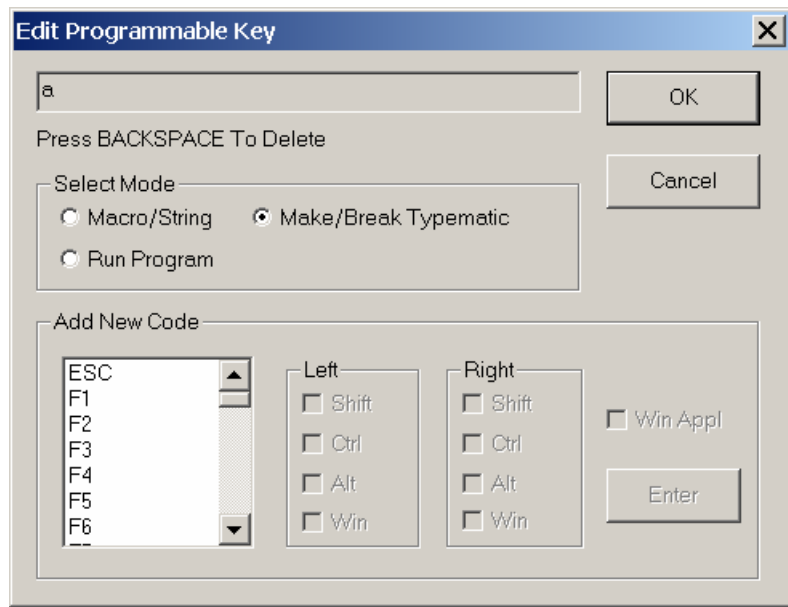 Edit Programmable Key
a
OK
Press BACKSPACE To Delete
Cancel
Select Mode
Macro/String
Make/Break Typematic
Run Program
Add New Code
ESC
F1
F2
F3
F4
F5
F6
Left
Shift
Ctrl
Alt
Win
Right
Shift
Ctrl
Alt
Win
Win Appl
Enter